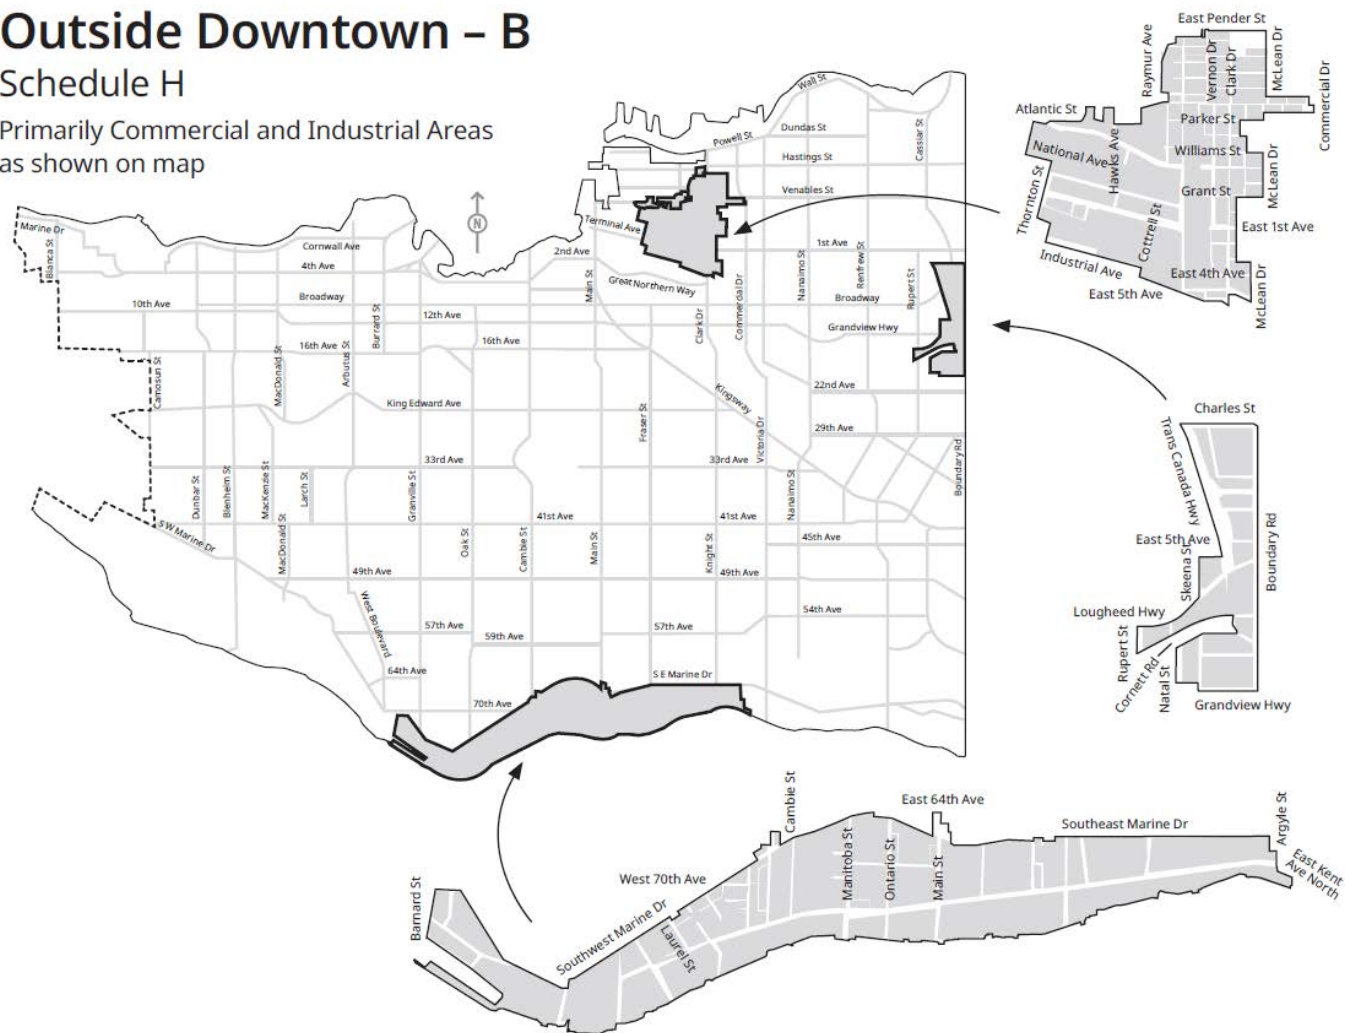 Outside Downtown – B
Schedule H
Primarily Commercial and Industrial Areas
as shown on map
N
Wall St
Powell St
Dundas St
Cassiar St
Hastings St
Venables St
Marine Dr
Blanca St
Cornwall Ave
4th Ave
Terminal Ave
2nd Ave
1st Ave
Main St
Great Northern Way
Nanaimo St
Renfrew St
Rupert St
10th Ave
Broadway
Broadway
Burrard St
12th Ave
Clark Dr
Commercial Dr
Grandview Hwy
16th Ave
16th Ave
Camosun St
MacDonald St
Arbutus St
King Edward Ave
Kingsway
22nd Ave
Fraser St
Victoria Dr
29th Ave
Boundary Rd
33rd Ave
33rd Ave
Dunbar St
Blenheim St
MacKenzie St
Larch St
Granville St
Nanaimo St
41st Ave
41st Ave
S W Marine Dr
MacDonald St
Oak St
Cambie St
Main St
Knight St
45th Ave
49th Ave
49th Ave
West Boulevard
54th Ave
57th Ave
59th Ave
57th Ave
64th Ave
S E Marine Dr
70th Ave
East Pender St
Raymur Ave
Vernon Dr
Clark Dr
McLean Dr
Commercial Dr
Atlantic St
Parker St
National Ave
Hawks Ave
Williams St
McLean Dr
Grant St
Thornton St
Cottrell St
East 1st Ave
Industrial Ave
East 4th Ave
East 5th Ave
McLean Dr
Charles St
Trans Canada Hwy
East 5th Ave
Skeena St
Boundary Rd
Lougheed Hwy
Rupert St
Cornett Rd
Natal St
Grandview Hwy
Cambie St
East 64th Ave
Southeast Marine Dr
Argyle St
East Kent
Ave North
Manitoba St
Ontario St
Main St
West 70th Ave
Barnard St
Southwest Marine Dr
Laurel St